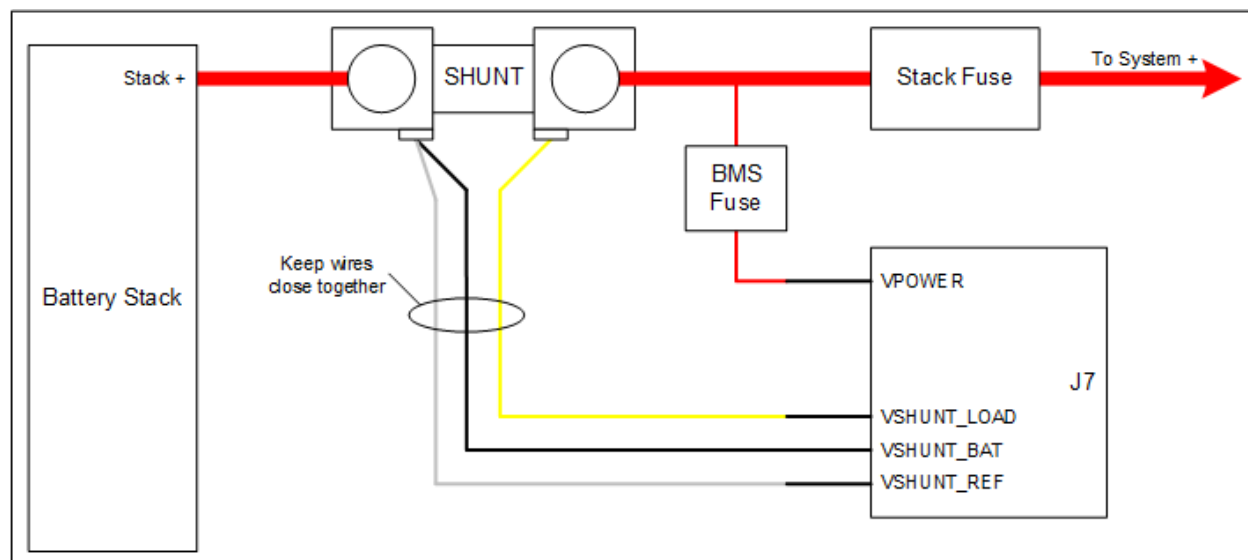 Stack +
SHUNT
Stack Fuse
To System +
BMS
Fuse
Keep wires
close together
Battery Stack
VPOWER
J7
VSHUNT_LOAD
VSHUNT_BAT
VSHUNT_REF